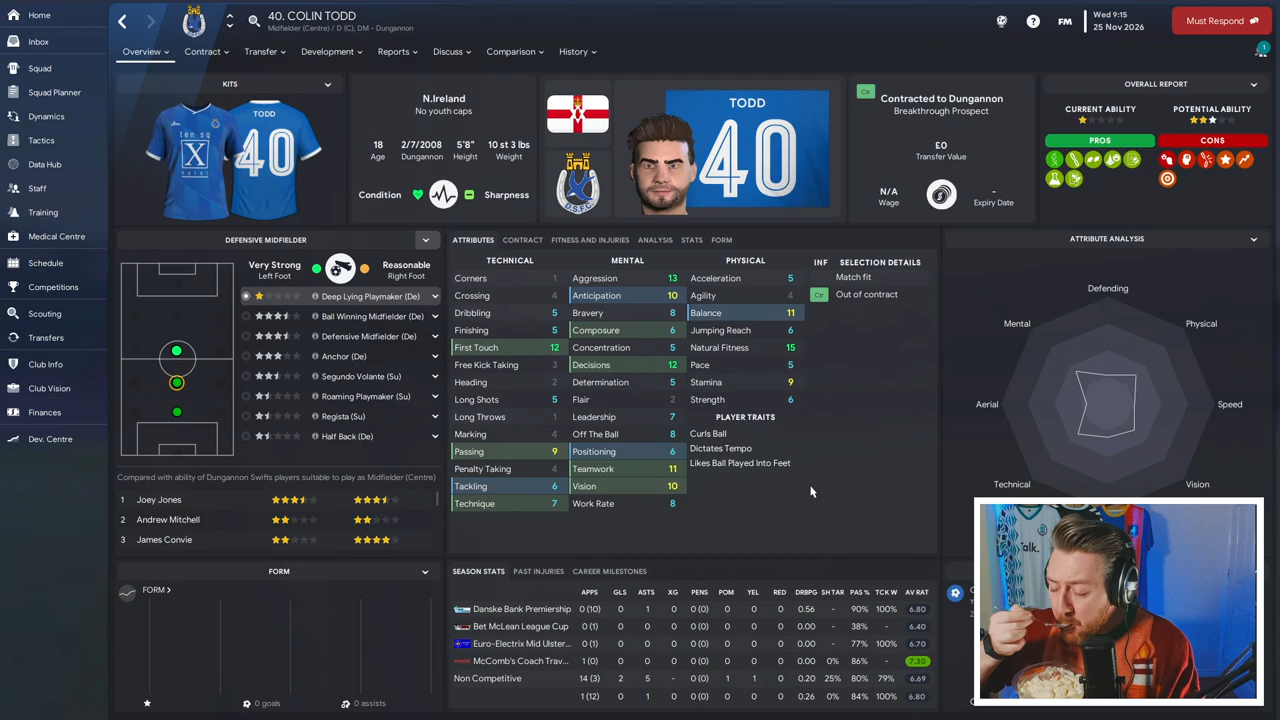 Home
Inbox
Squad
Squad Planner
Dynamics
Tactics
Data Hub
Staff
Training
Medical Centre
Schedule
Competitions
Scouting
Transfers
Club Info
Club Vision
Finances
Dev. Centre
40. COLIN TODD
Midfielder (Centre) / D (C), DM - Dungannon
FM
Wed 9:15
25 Nov 2026
Must Respond
1
Overview
Contract
Transfer
Development
Reports
Discuss
Comparison
History
KITS
ten.sq
X
hotel
TODD
40
N.Ireland
No youth caps
18
Age
Dungannon
Height
10 st 3 lbs
Weight
Condition
Sharpness
D.S.F.C.
TODD
40
Ctr
Contracted to Dungannon
Breakthrough Prospect
£0
Transfer Value
N/A
Wage
-
Expiry Date
OVERALL REPORT
CURRENT ABILITY
POTENTIAL ABILITY
PROS
CONS
DEFENSIVE MIDFIELDER
Very Strong
Left Foot
Reasonable
Right Foot
Deep Lying Playmaker (De)
Ball Winning Midfielder (De)
Defensive Midfielder (De)
Anchor (De)
Segundo Volante (Su)
Roaming Playmaker (Su)
Regista (Su)
Half Back (De)
Compared with ability of Dungannon Swifts players suitable to play as Midfielder (Centre)
1 Joey Jones
2 Andrew Mitchell
3 James Convie
FORM
FORM
0 goals
0 assists
ATTRIBUTES
CONTRACT
FITNESS AND INJURIES
ANALYSIS
STATS
FORM
TECHNICAL
Corners 1
Crossing 4
Dribbling 5
Finishing 5
First Touch 12
Free Kick Taking 3
Heading 2
Long Shots 5
Long Throws 1
Marking 4
Passing 9
Penalty Taking 4
Tackling 6
Technique 7
MENTAL
Aggression 13
Anticipation 10
Bravery 8
Composure 6
Concentration 5
Decisions 12
Determination 5
Flair 2
Leadership 7
Off The Ball 8
Positioning 6
Teamwork 11
Vision 10
Work Rate 8
PHYSICAL
Acceleration 5
Agility 4
Balance 11
Jumping Reach 6
Natural Fitness 15
Pace 5
Stamina 9
Strength 6
PLAYER TRAITS
Curls Ball
Dictates Tempo
Likes Ball Played Into Feet
INF
SELECTION DETAILS
Match fit
Ctr
Out of contract
ATTRIBUTE ANALYSIS
Defending
Physical
Speed
Vision
Technical
Aerial
Mental
Talk.
SEASON STATS
PAST INJURIES
CAREER MILESTONES
APPS GLS ASTS XG PENS POM YEL RED DRBPG SH TAR PAS % TCK W AV RAT
Danske Bank Premiership 0 (10) 0 1 0 0 (0) 0 0 0 0.56 - 90% 100% 6.80
Bet McLean League Cup 0 (1) 0 0 0 0 (0) 0 0 0 0.00 - 38% - 6.40
Euro-Electrix Mid Ulster... 0 (1) 0 0 0 0 (0) 0 0 0 0.00 - 77% 100% 6.70
McComb's Coach Trav... 1 (0) 0 0 0 0 (0) 0 0 0 0.00 0% 86% - 7.30
Non Competitive 14 (3) 2 5 - 0 (0) 0 1 0 0.20 25% 80% 79% 6.69
1 (12) 0 1 0 0 (0) 0 0 0 0.26 0% 84% 100% 6.80